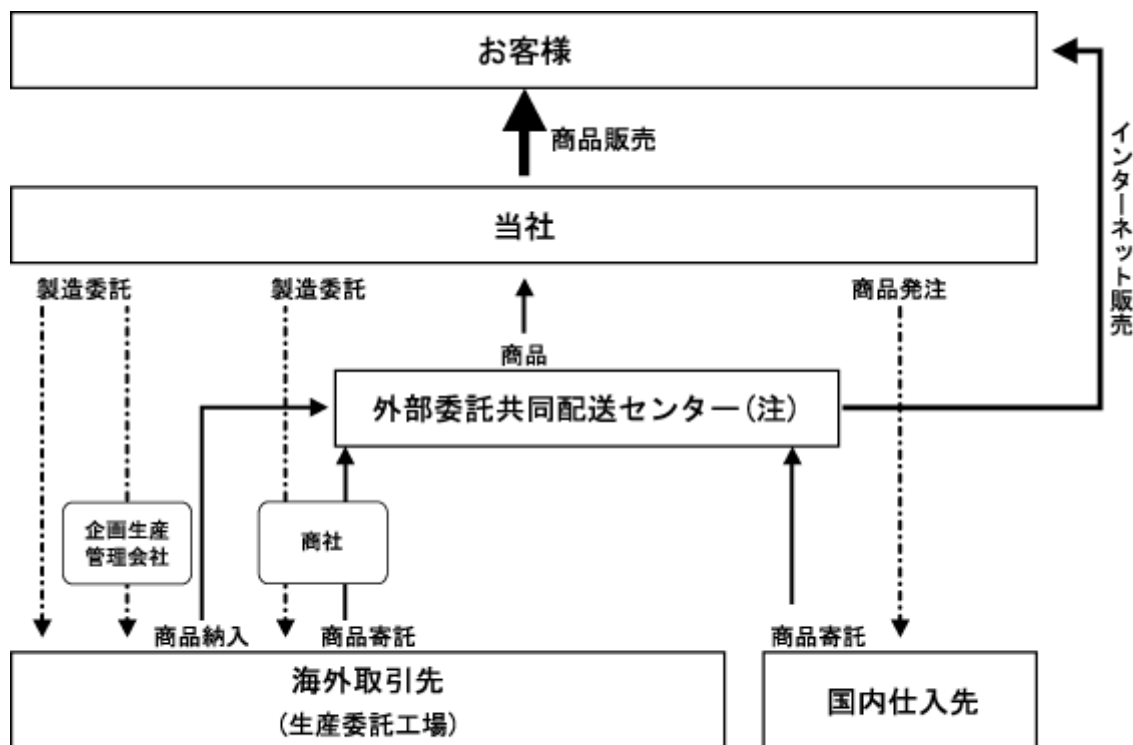 お客様
商品販売
インターネット販売
当社
製造委託
製造委託
商品発注
商品
外部委託共同配送センター(注)
企画生産
管理会社
商社
商品納入
商品寄託
商品寄託
海外取引先
(生産委託工場)
国内仕入先